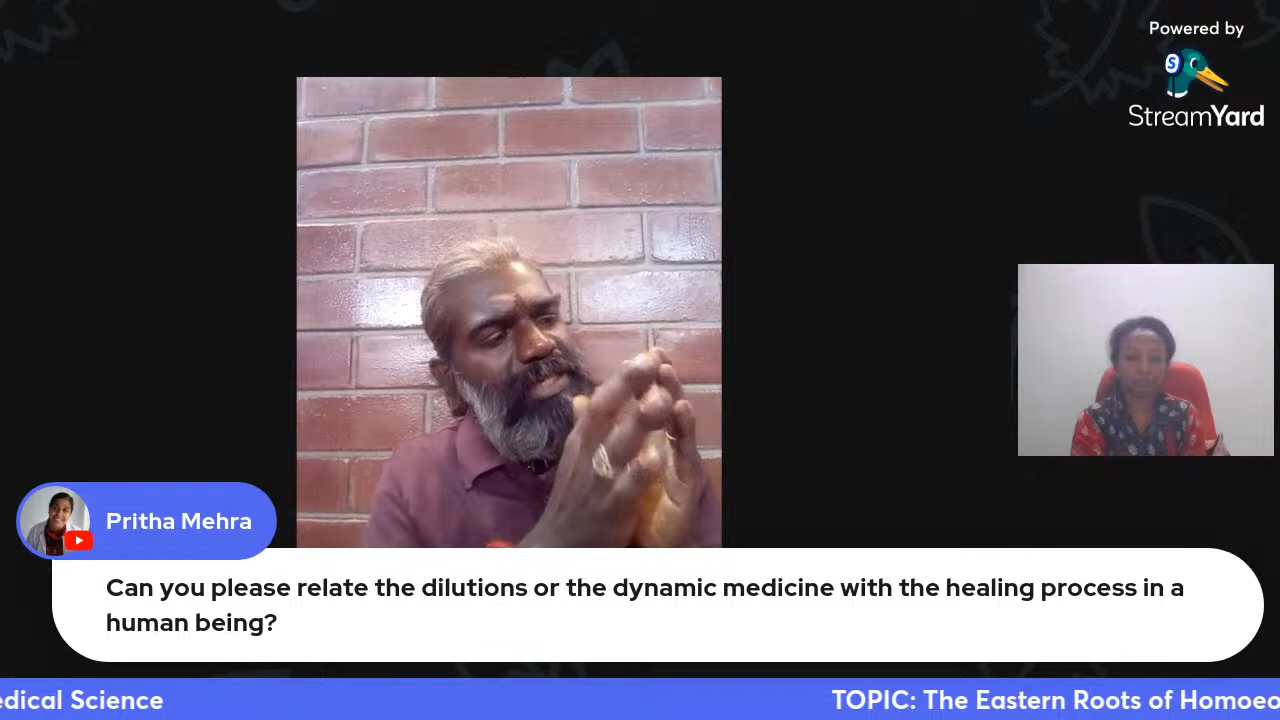 Powered by
S
StreamYard
Pritha Mehra
Can you please relate the dilutions or the dynamic medicine with the healing process in a
human being?
edical Science TOPIC: The Eastern Roots of Homoeo